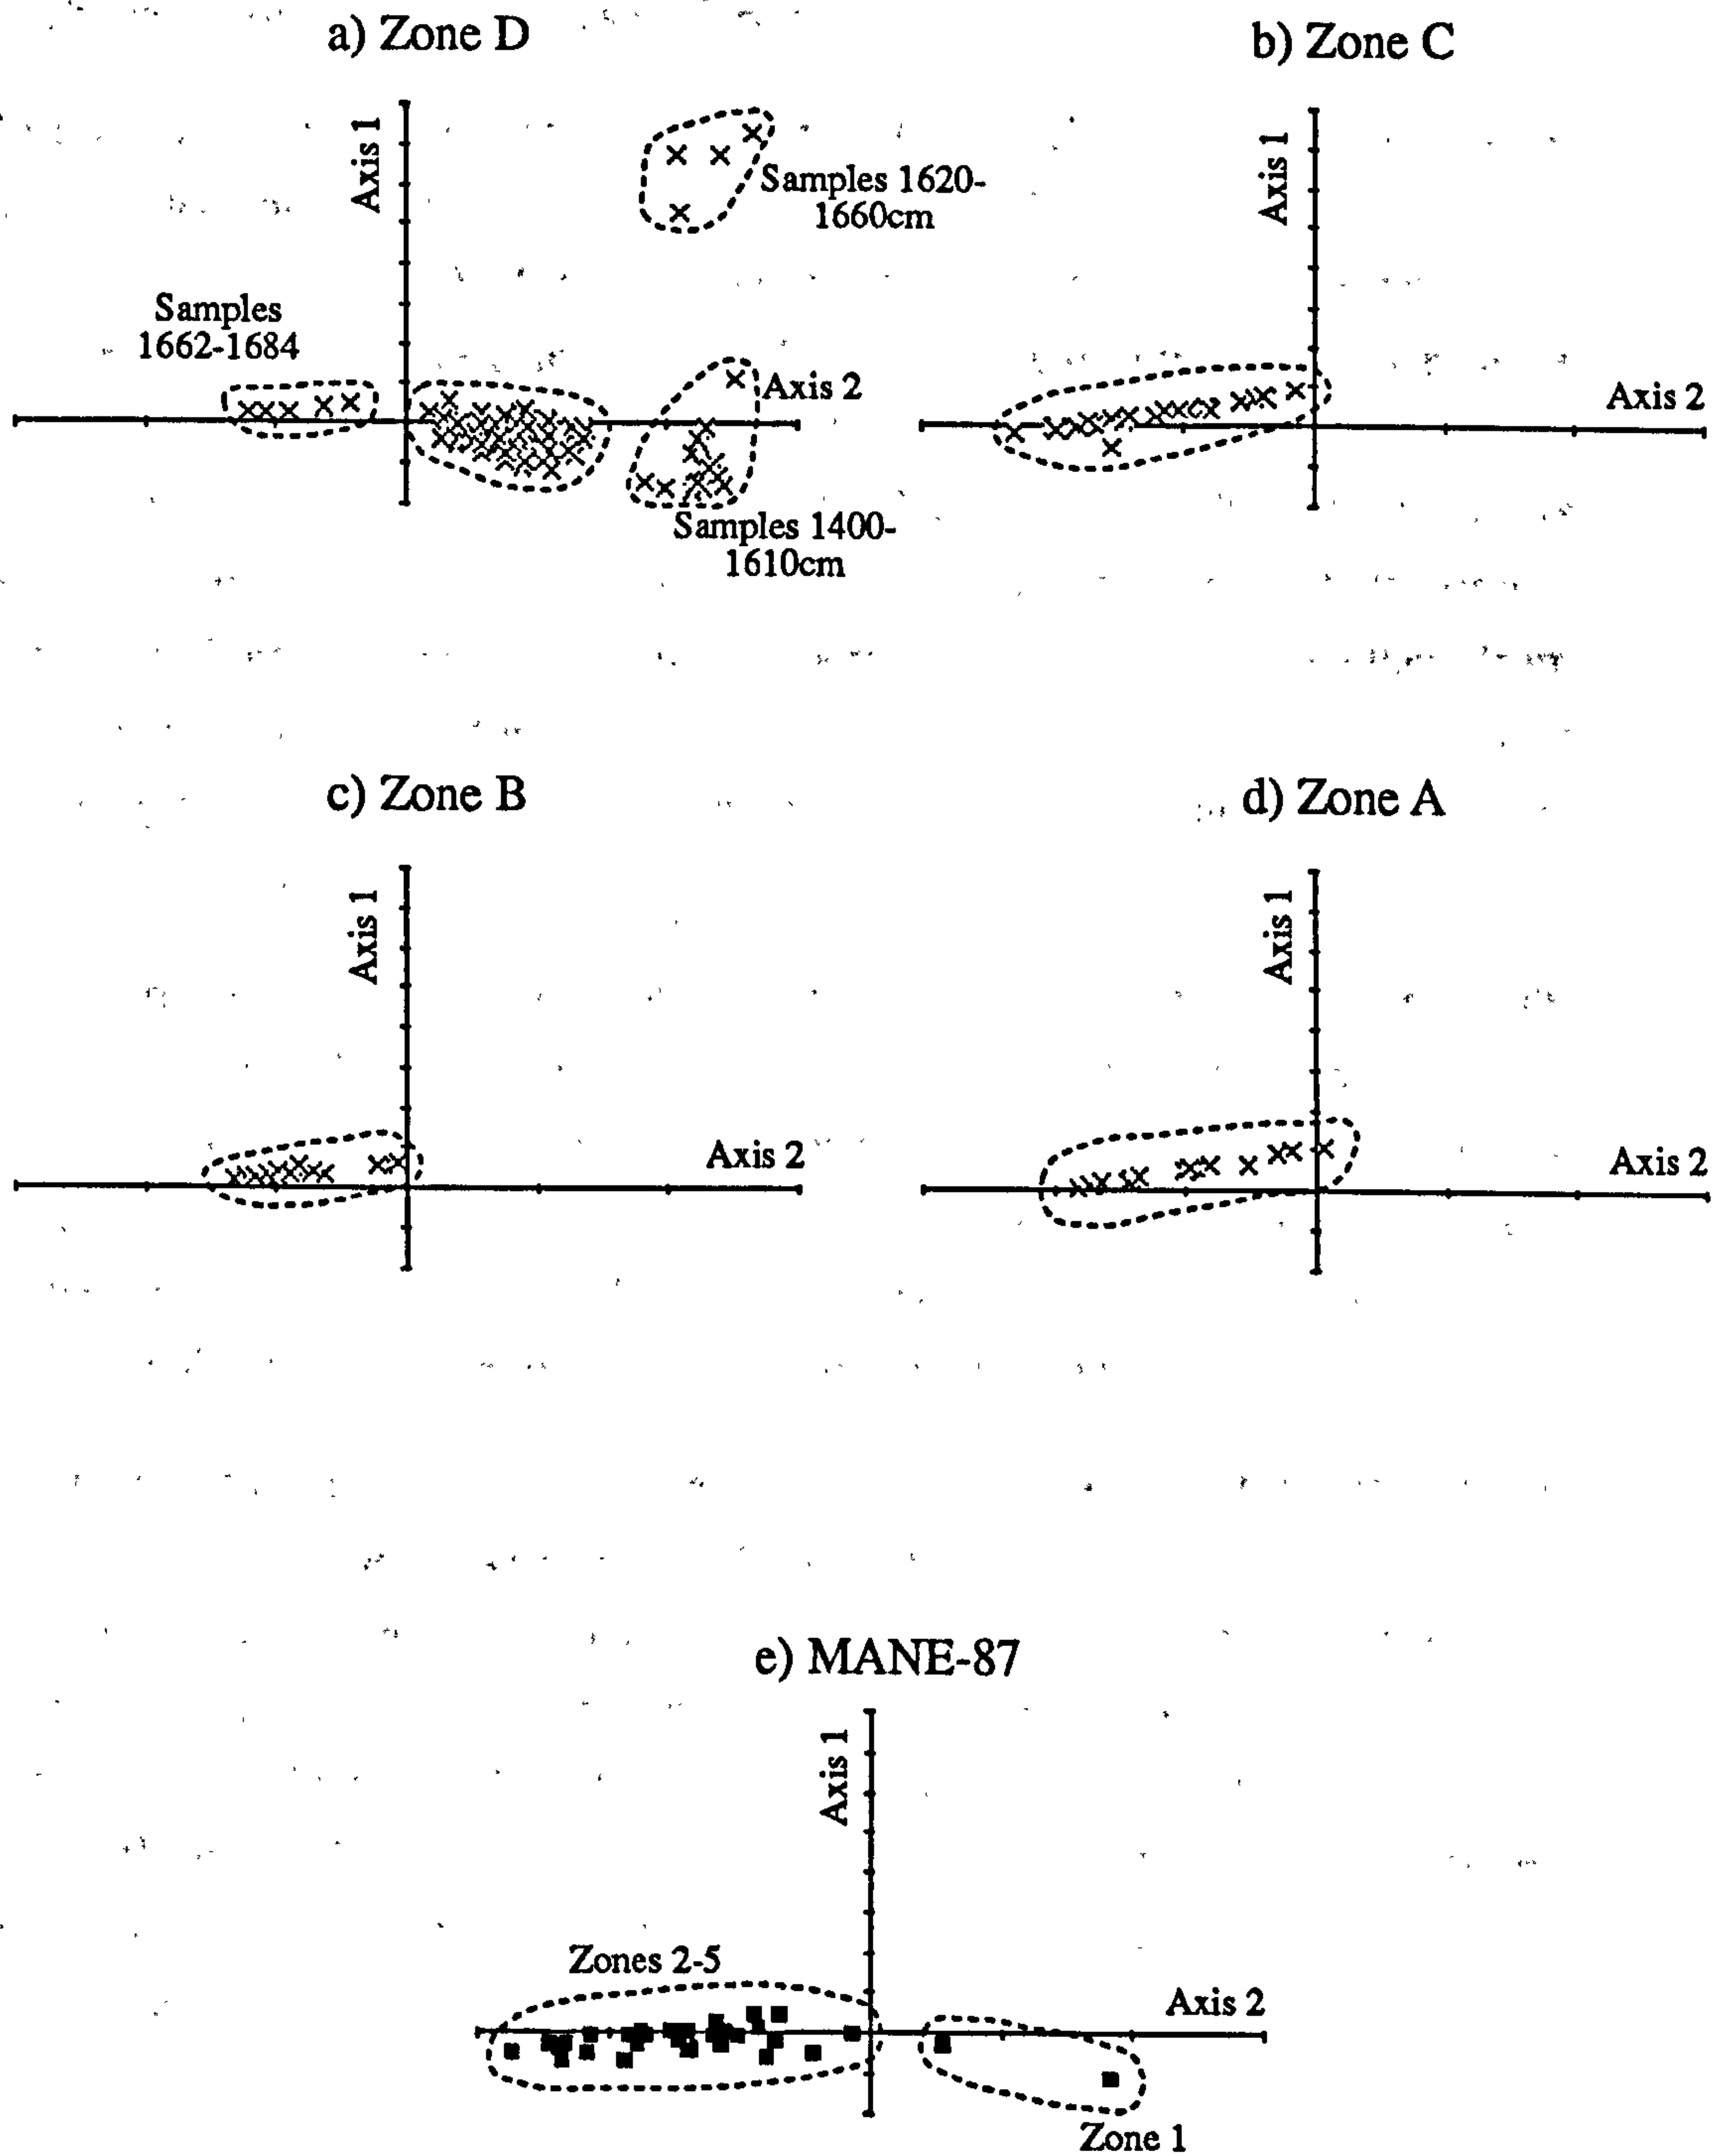 a) Zone D
b) Zone C
Axis 1
Samples 1620-
1660cm
Axis 1
Samples
1662-1684
Axis 2
Axis 2
Samples 1400-
1610cm
c) Zone B
d) Zone A
Axis 1
Axis 1
Axis 2
Axis 2
e) MANE-87
Axis 1
Zones 2-5
Axis 2
Zone 1